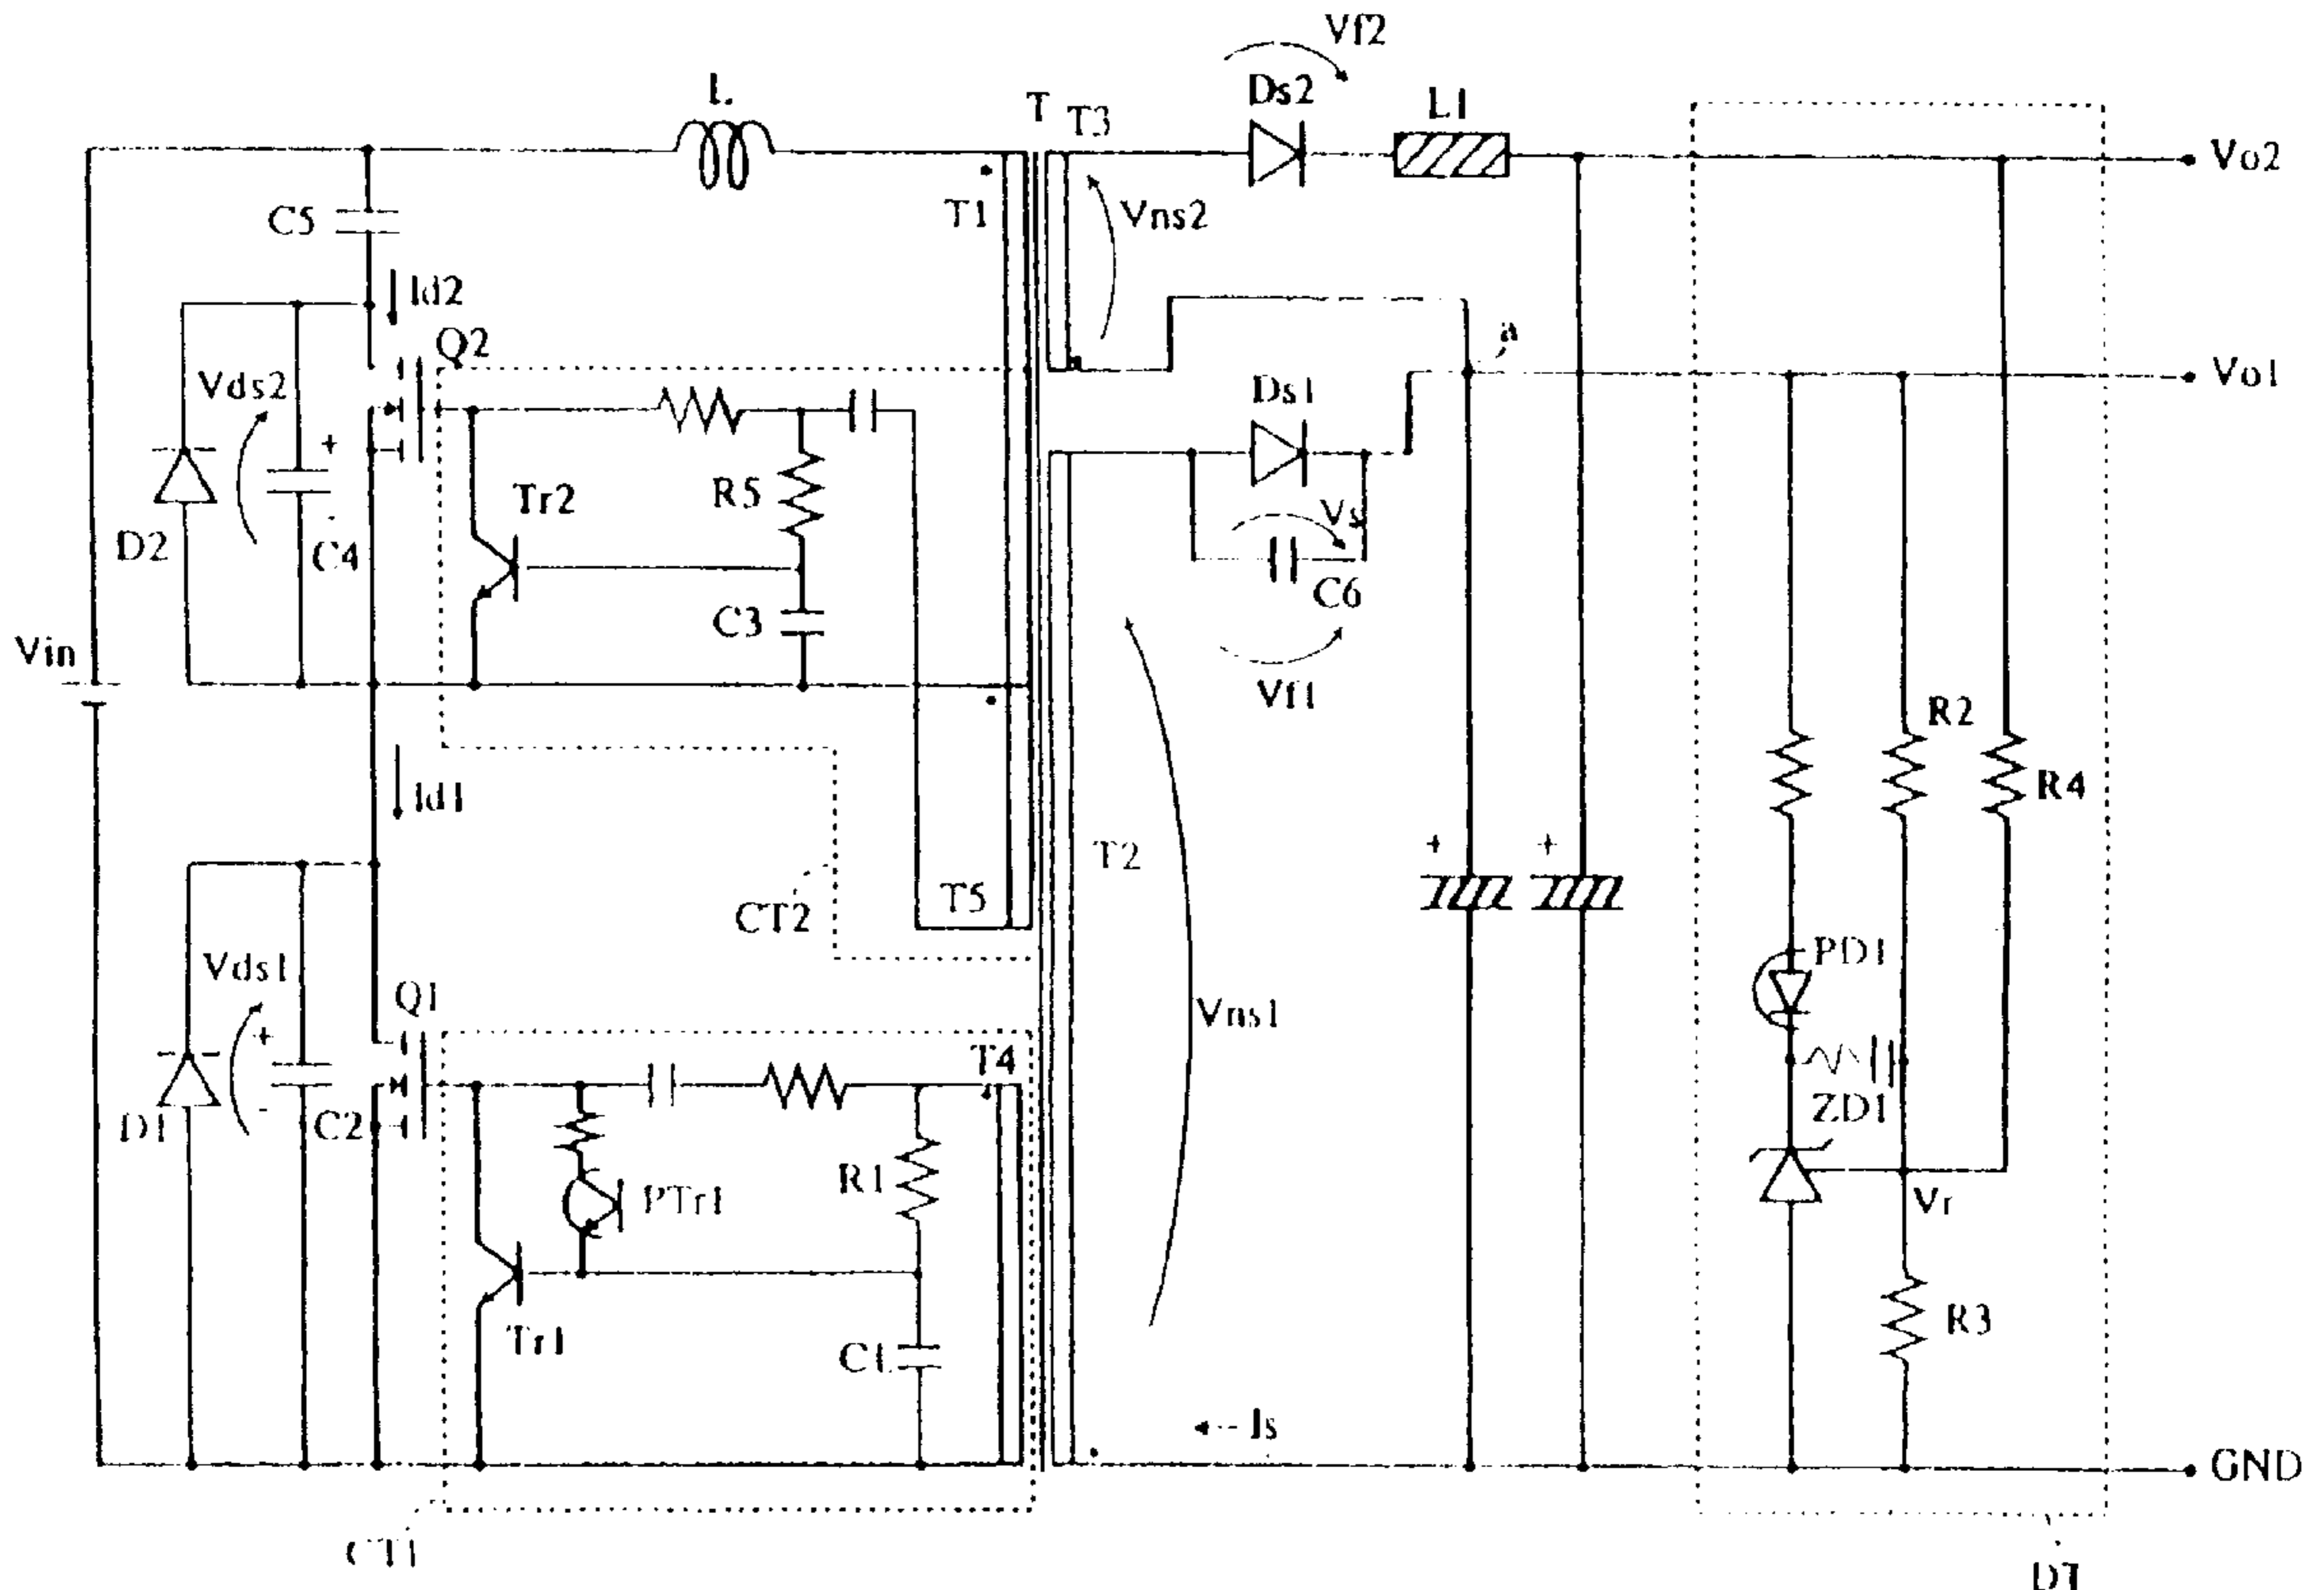 Vf2
L
T
T3
Ds2
L1
Vo2
C5
T1
Vns2
Id2
Q2
a
Vo1
Vds2
+
Ds1
R5
Tr2
Vs
D2
-
C4
C6
C3
Vin
Vf1
R2
Id1
R4
+
+
T2
T5
CT2
PD1
Vds1
Q1
Vns1
+
T4
ZD1
D1
-
C2
R1
PTr1
Vr
Tr1
C1
R3
Is
GND
CT1